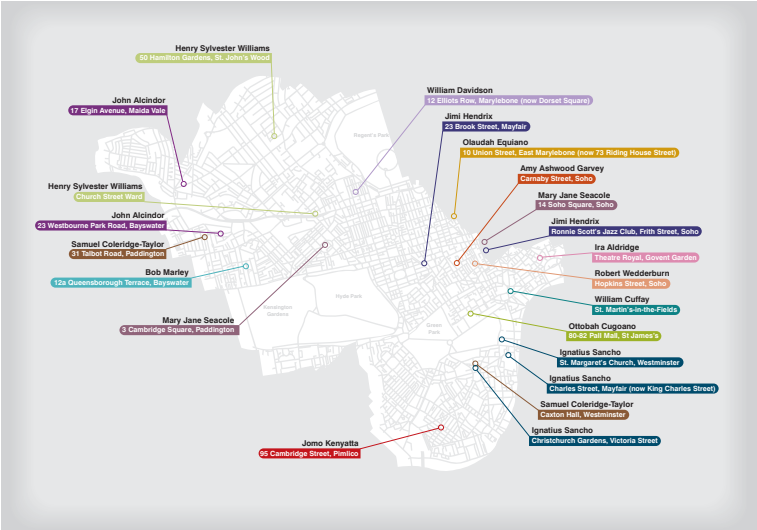 Henry Sylvester Williams
50 Hamilton Gardens, St. John's Wood
John Alcindor
17 Elgin Avenue, Maida Vale
Henry Sylvester Williams
Church Street Ward
John Alcindor
23 Westbourne Park Road, Bayswater
Samuel Coleridge-Taylor
31 Talbot Road, Paddington
Bob Marley
12a Queensborough Terrace, Bayswater
Mary Jane Seacole
3 Cambridge Square, Paddington
Jomo Kenyatta
95 Cambridge Street, Pimlico
Regent's Park
Hyde Park
Kensington
Gardens
Green
Park
William Davidson
12 Elliots Row, Marylebone (now Dorset Square)
Jimi Hendrix
23 Brook Street, Mayfair
Olaudah Equiano
10 Union Street, East Marylebone (now 73 Riding House Street)
Amy Ashwood Garvey
Carnaby Street, Soho
Mary Jane Seacole
14 Soho Square, Soho
Jimi Hendrix
Ronnie Scott's Jazz Club, Frith Street, Soho
Ira Aldridge
Theatre Royal, Govent Garden
Robert Wedderburn
Hopkins Street, Soho
William Cuffay
St. Martin's-in-the-Fields
Ottobah Cugoano
80-82 Pall Mall, St James's
Ignatius Sancho
St. Margaret's Church, Westminster
Ignatius Sancho
Charles Street, Mayfair (now King Charles Street)
Samuel Coleridge-Taylor
Caxton Hall, Westminster
Ignatius Sancho
Christchurch Gardens, Victoria Street